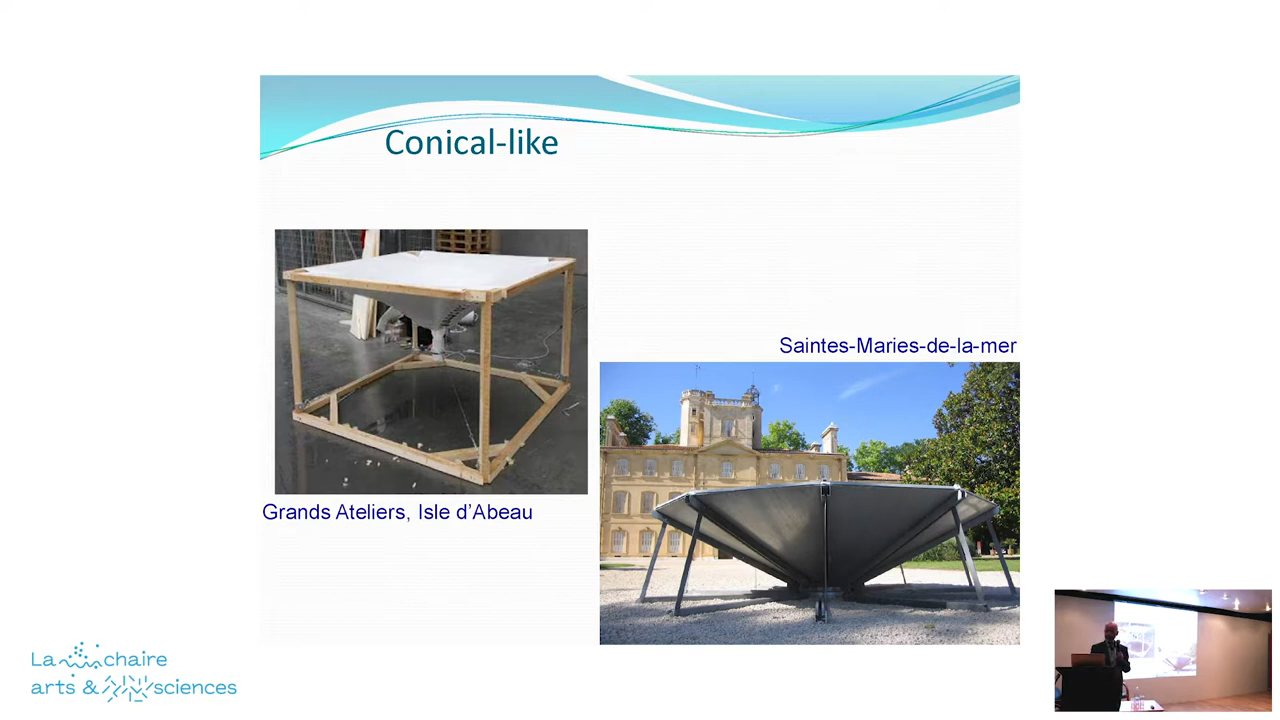 Conical-like
Saintes-Maries-de-la-mer
Grands Ateliers, Isle d'Abeau
La chaire
arts & sciences